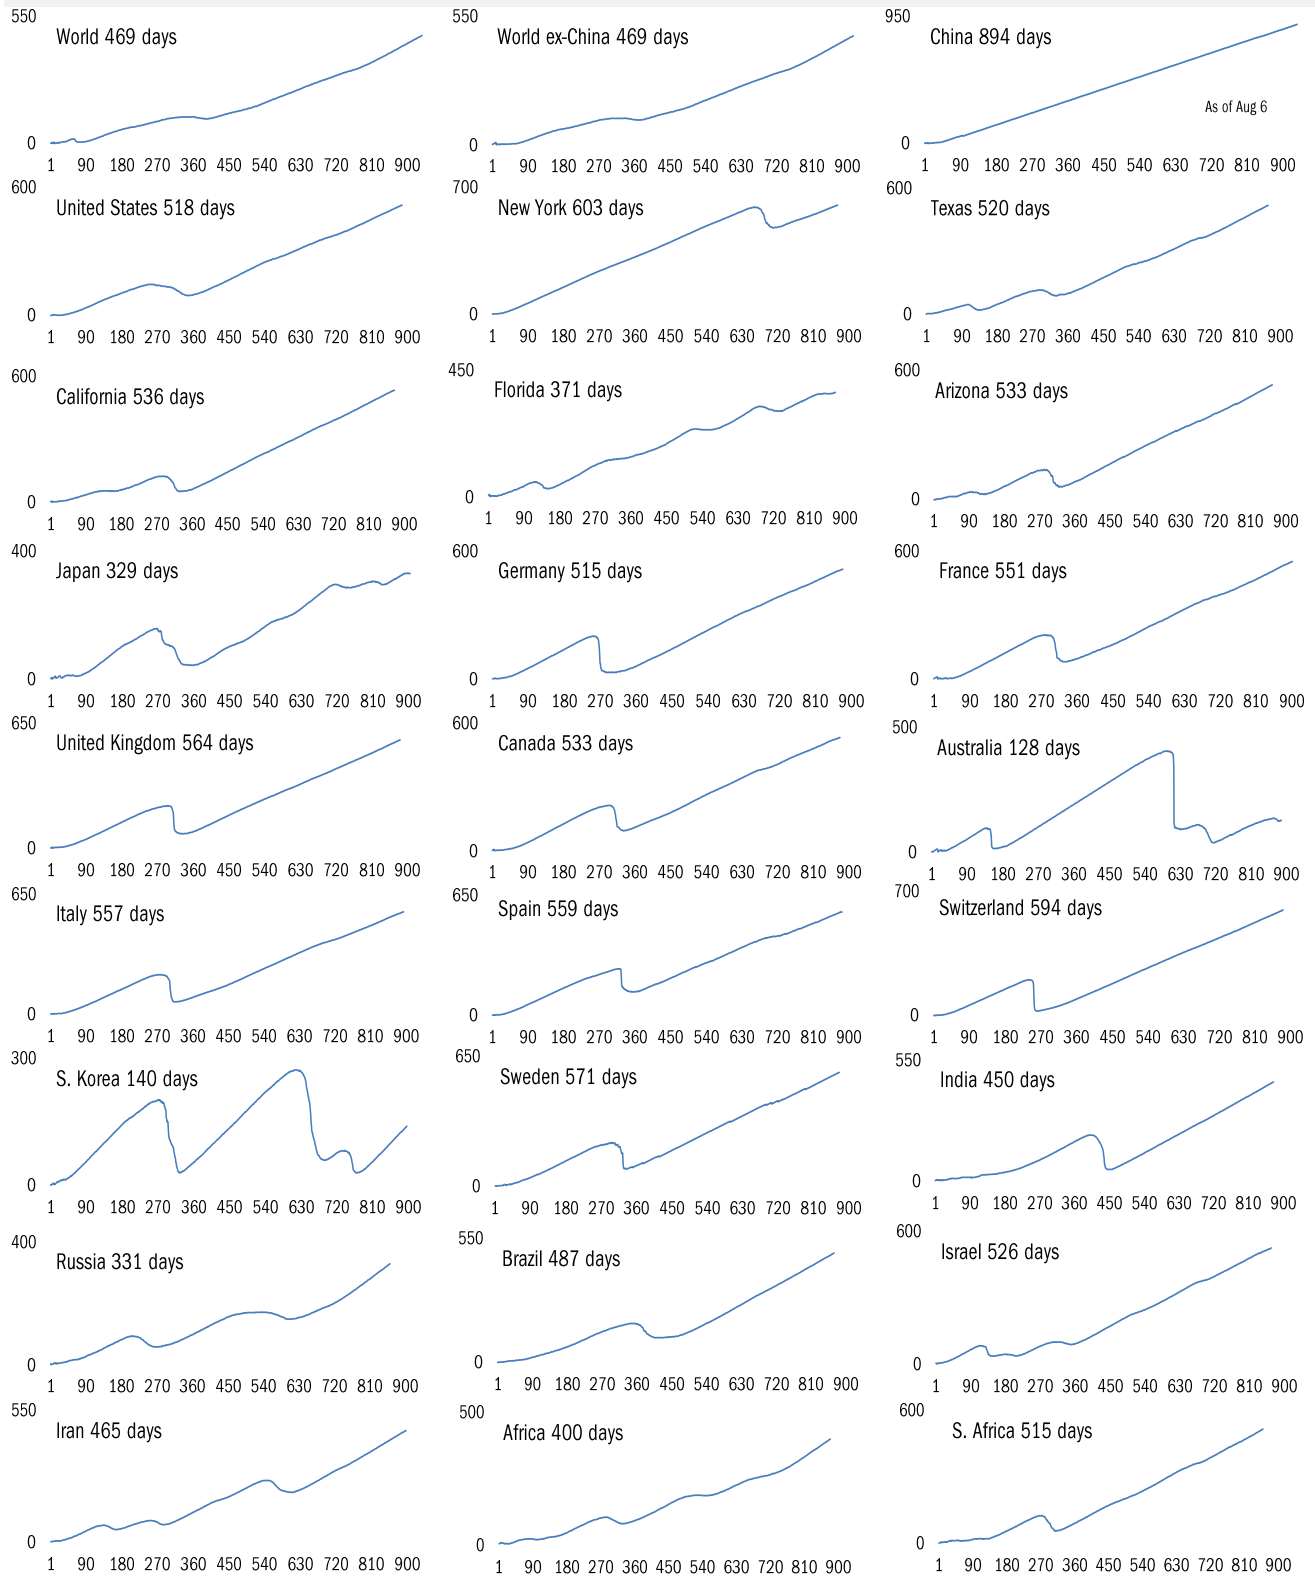 550
World 469 days
0
1 90 180 270 360 450 540 630 720 810 900
550
World ex-China 469 days
0
1 90 180 270 360 450 540 630 720 810 900
950
China 894 days
As of Aug 6
0
1 90 180 270 360 450 540 630 720 810 900
600
United States 518 days
0
1 90 180 270 360 450 540 630 720 810 900
700
New York 603 days
0
1 90 180 270 360 450 540 630 720 810 900
600
Texas 520 days
0
1 90 180 270 360 450 540 630 720 810 900
600
California 536 days
0
1 90 180 270 360 450 540 630 720 810 900
450
Florida 371 days
0
1 90 180 270 360 450 540 630 720 810 900
600
Arizona 533 days
0
1 90 180 270 360 450 540 630 720 810 900
400
Japan 329 days
0
1 90 180 270 360 450 540 630 720 810 900
600
Germany 515 days
0
1 90 180 270 360 450 540 630 720 810 900
600
France 551 days
0
1 90 180 270 360 450 540 630 720 810 900
650
United Kingdom 564 days
0
1 90 180 270 360 450 540 630 720 810 900
600
Canada 533 days
0
1 90 180 270 360 450 540 630 720 810 900
500
Australia 128 days
0
1 90 180 270 360 450 540 630 720 810 900
650
Italy 557 days
0
1 90 180 270 360 450 540 630 720 810 900
650
Spain 559 days
0
1 90 180 270 360 450 540 630 720 810 900
700
Switzerland 594 days
0
1 90 180 270 360 450 540 630 720 810 900
300
S. Korea 140 days
0
1 90 180 270 360 450 540 630 720 810 900
650
Sweden 571 days
0
1 90 180 270 360 450 540 630 720 810 900
550
India 450 days
0
1 90 180 270 360 450 540 630 720 810 900
400
Russia 331 days
0
1 90 180 270 360 450 540 630 720 810 900
550
Brazil 487 days
0
1 90 180 270 360 450 540 630 720 810 900
600
Israel 526 days
0
1 90 180 270 360 450 540 630 720 810 900
550
Iran 465 days
0
1 90 180 270 360 450 540 630 720 810 900
500
Africa 400 days
0
1 90 180 270 360 450 540 630 720 810 900
600
S. Africa 515 days
0
1 90 180 270 360 450 540 630 720 810 900